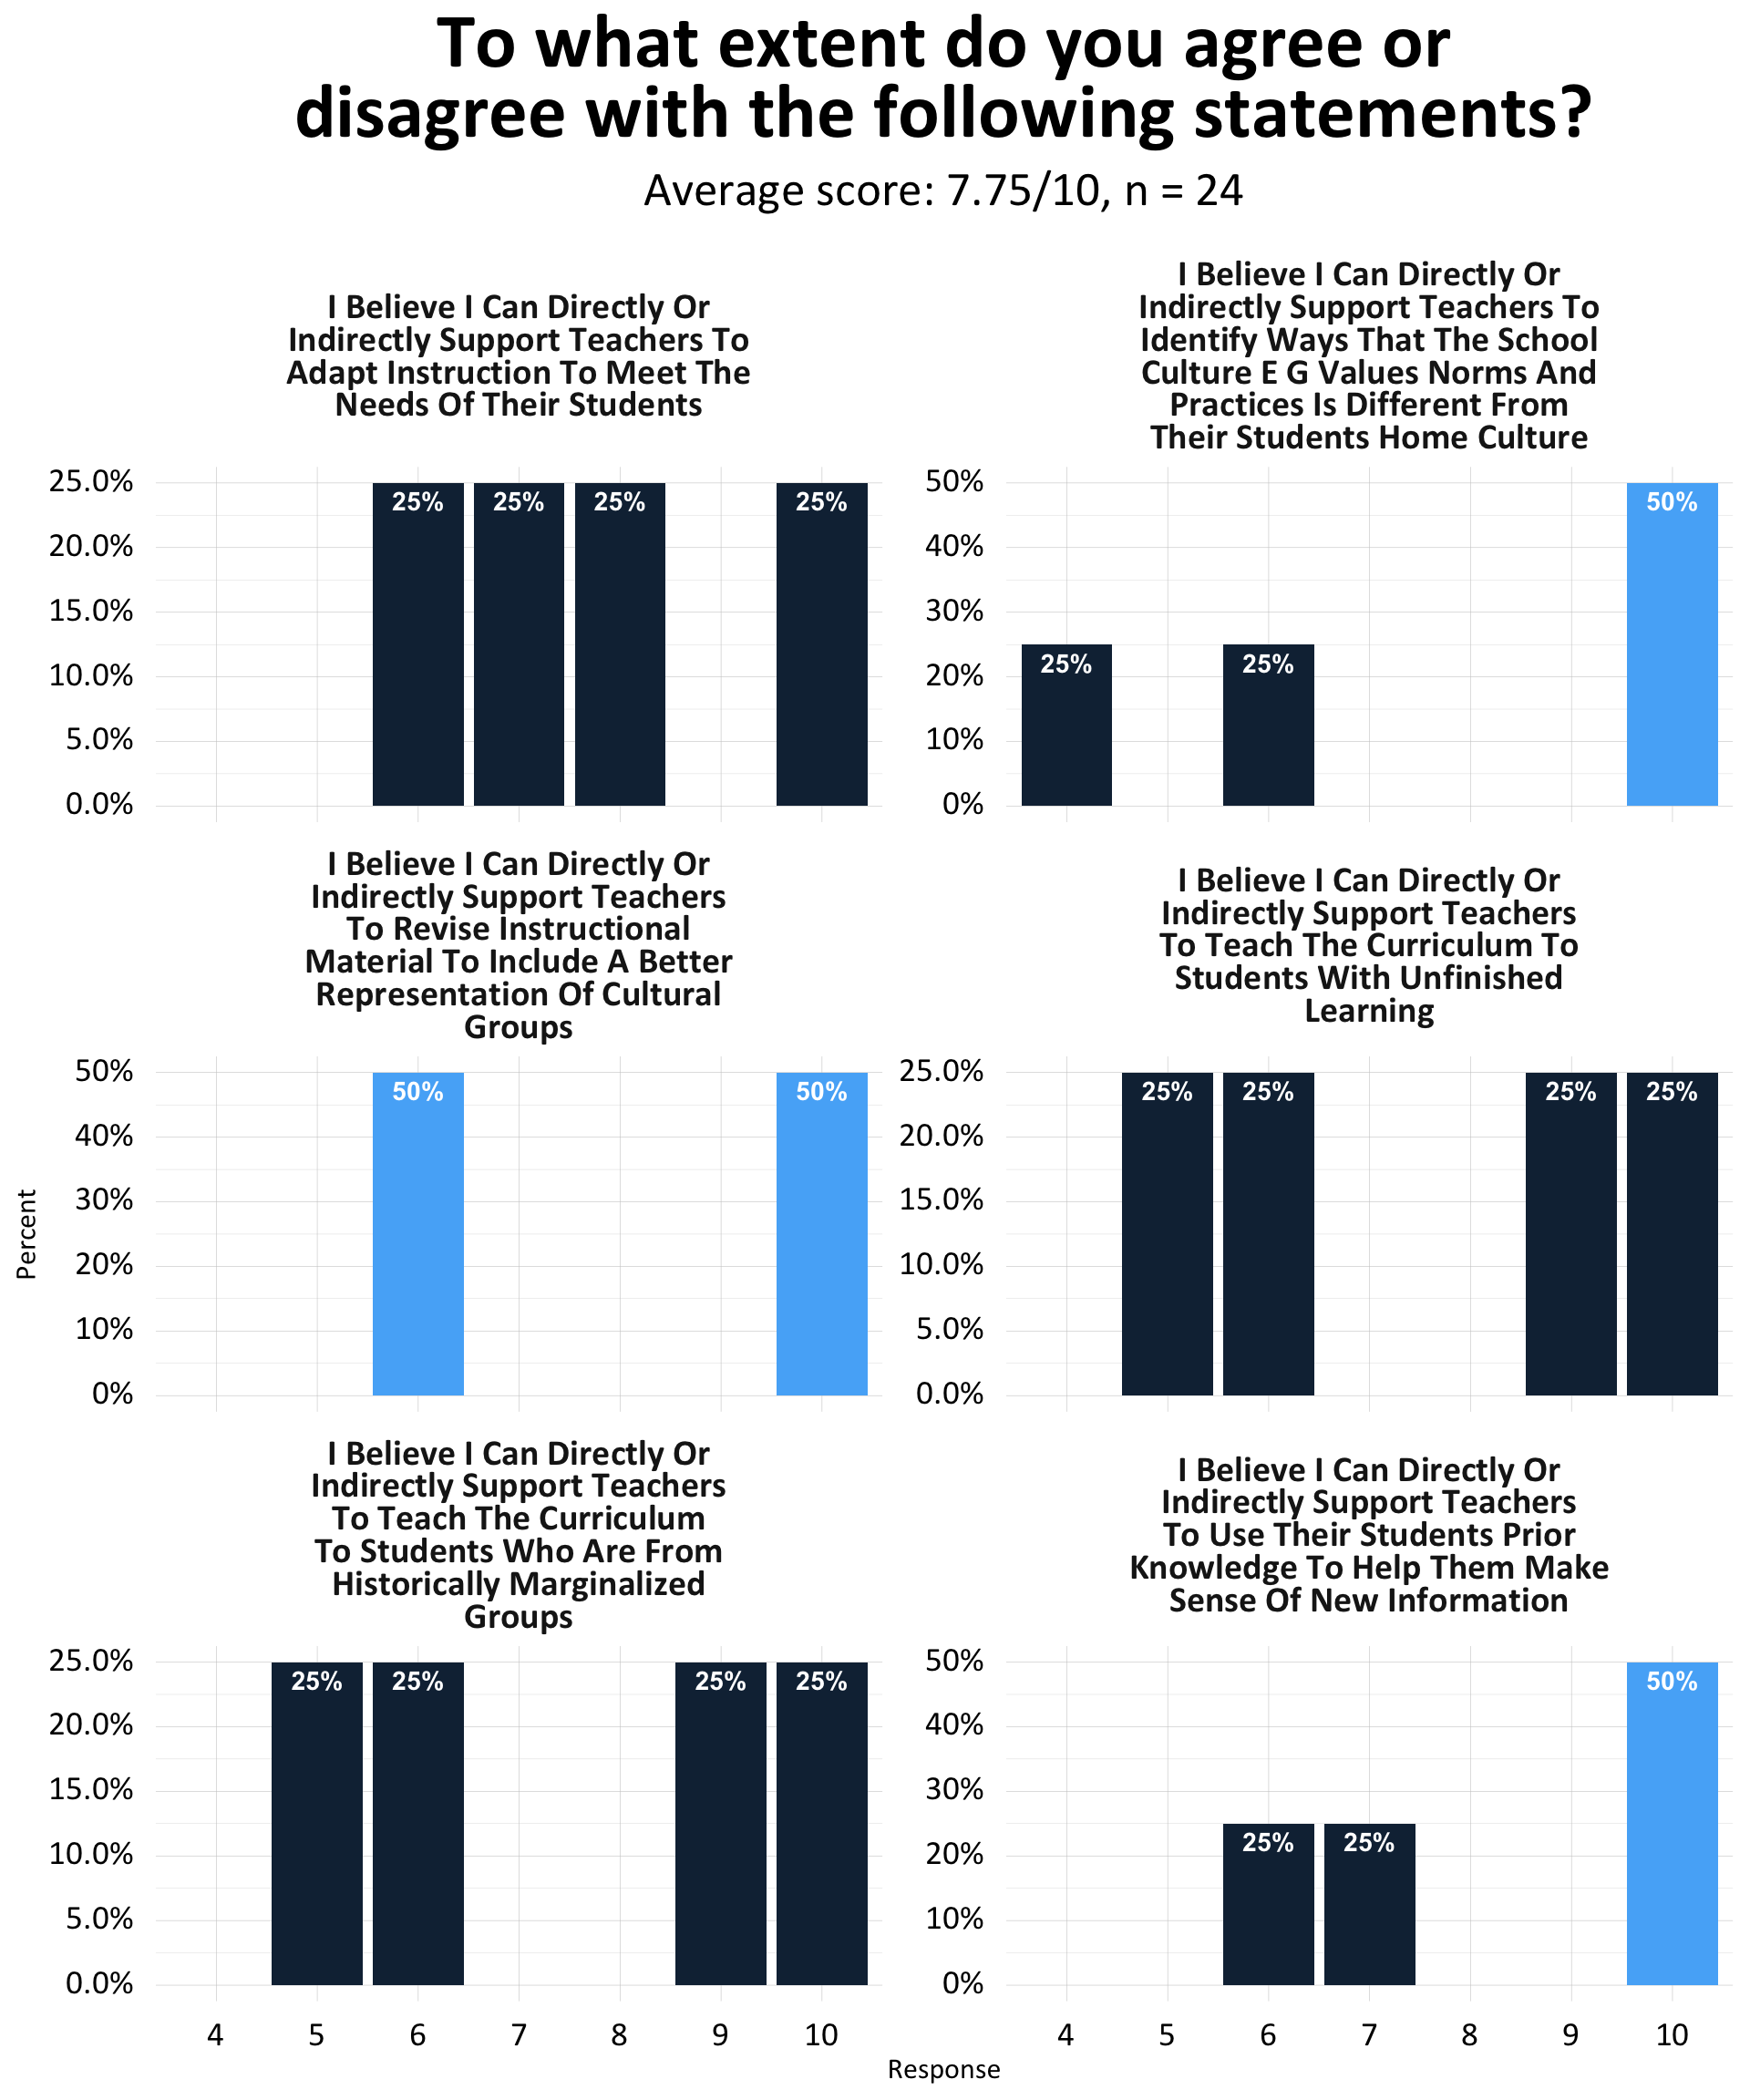 To what extent do you agree or
disagree with the following statements?
Average score: 7.75/10, n = 24
I Believe I Can Directly Or
Indirectly Support Teachers To
Adapt Instruction To Meet The
Needs Of Their Students
25.0%
20.0%
15.0%
10.0%
5.0%
0.0%
25%
25%
25%
25%
I Believe I Can Directly Or
Indirectly Support Teachers To
Identify Ways That The School
Culture E G Values Norms And
Practices Is Different From
Their Students Home Culture
50%
40%
30%
20%
10%
0%
25%
25%
50%
I Believe I Can Directly Or
Indirectly Support Teachers
To Revise Instructional
Material To Include A Better
Representation Of Cultural
Groups
50%
40%
30%
20%
10%
0%
50%
50%
I Believe I Can Directly Or
Indirectly Support Teachers
To Teach The Curriculum To
Students With Unfinished
Learning
25.0%
20.0%
15.0%
10.0%
5.0%
0.0%
25%
25%
25%
25%
Percent
I Believe I Can Directly Or
Indirectly Support Teachers
To Teach The Curriculum
To Students Who Are From
Historically Marginalized
Groups
25.0%
20.0%
15.0%
10.0%
5.0%
0.0%
25%
25%
25%
25%
4 5 6 7 8 9 10
I Believe I Can Directly Or
Indirectly Support Teachers
To Use Their Students Prior
Knowledge To Help Them Make
Sense Of New Information
50%
40%
30%
20%
10%
0%
25%
25%
50%
4 5 6 7 8 9 10
Response